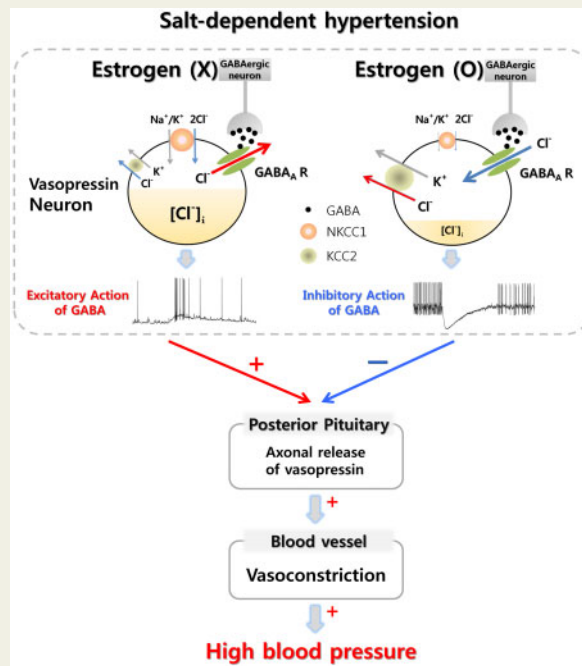 Salt-dependent hypertension
Estrogen (X)
GABAergic
neuron
Estrogen (O)
GABAergic
neuron
Na⁺/K⁺ 2Cl⁻
K⁺
Cl⁻
Cl⁻
GABA_A R
Vasopressin
Neuron
[Cl⁻]ᵢ
Na⁺/K⁺ 2Cl⁻
Cl⁻
K⁺
GABA_A R
Cl⁻
[Cl⁻]ᵢ
GABA
NKCC1
KCC2
Excitatory Action
of GABA
Inhibitory Action
of GABA
+
−
Posterior Pituitary
Axonal release
of vasopressin
+
Blood vessel
Vasoconstriction
+
High blood pressure